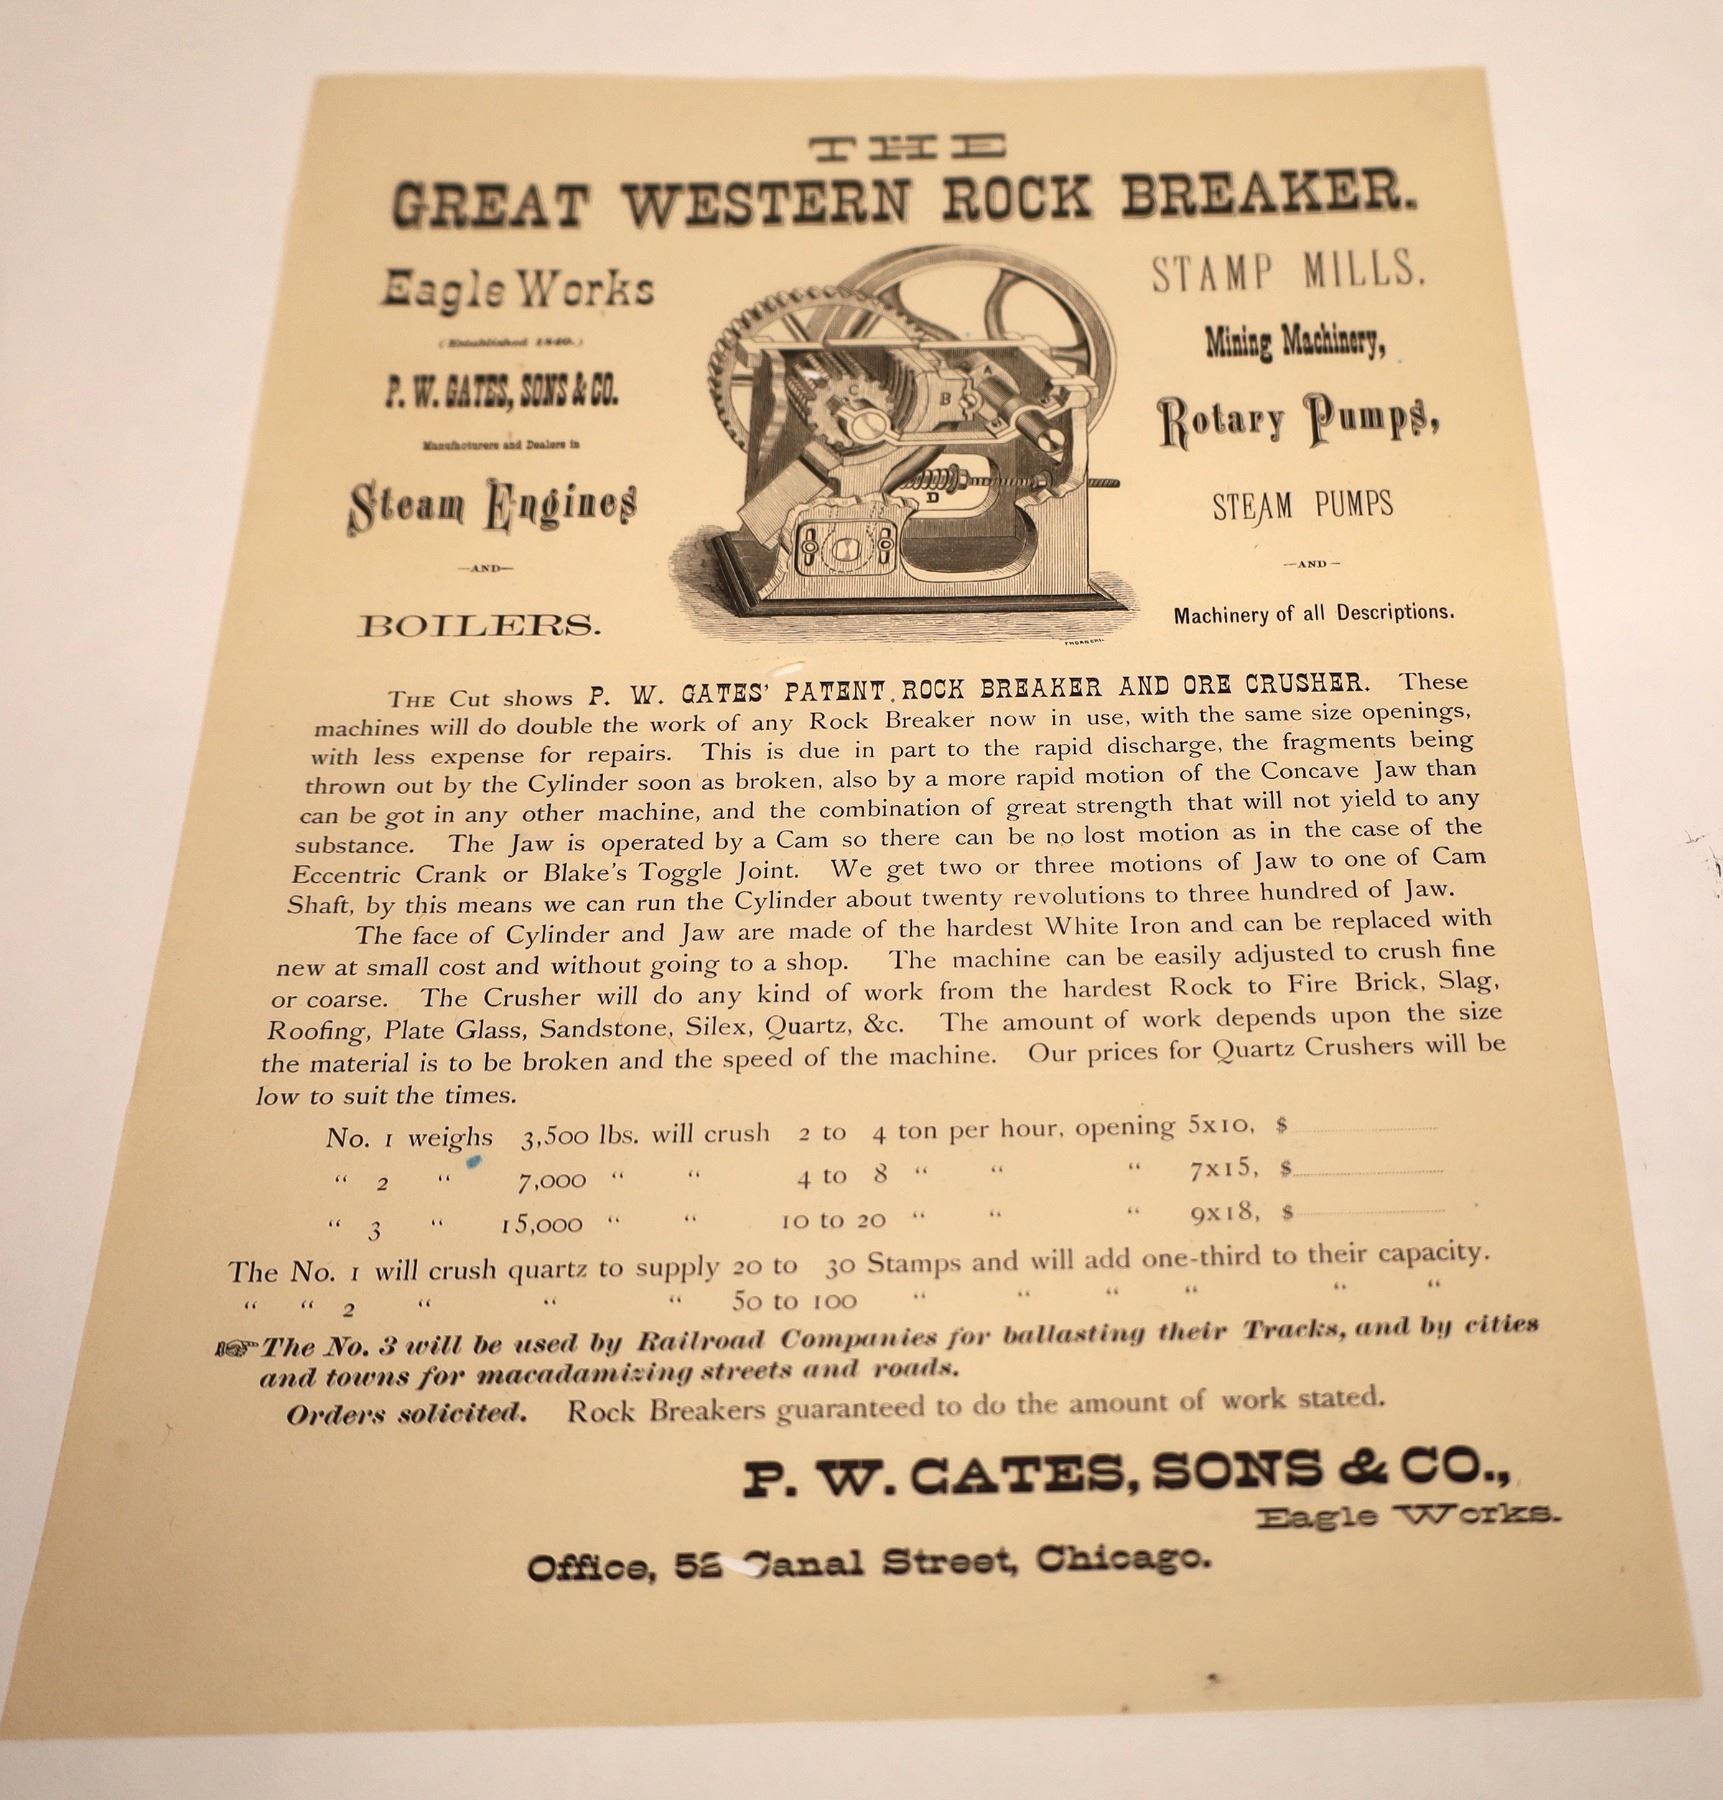 THE
GREAT WESTERN ROCK BREAKER.
Eagle Works
(Established 1840.)
P. W. GATES, SONS & CO.
Manufacturers and Dealers in
Steam Engines
—AND—
BOILERS.
A
B
C
D
STAMP MILLS.
Mining Machinery,
Rotary Pumps,
STEAM PUMPS
—AND—
Machinery of all Descriptions.
THE Cut shows P. W. GATES' PATENT ROCK BREAKER AND ORE CRUSHER. These
machines will do double the work of any Rock Breaker now in use, with the same size openings,
with less expense for repairs. This is due in part to the rapid discharge, the fragments being
thrown out by the Cylinder soon as broken, also by a more rapid motion of the Concave Jaw than
can be got in any other machine, and the combination of great strength that will not yield to any
substance. The Jaw is operated by a Cam so there can be no lost motion as in the case of the
Eccentric Crank or Blake's Toggle Joint. We get two or three motions of Jaw to one of Cam
Shaft, by this means we can run the Cylinder about twenty revolutions to three hundred of Jaw.
The face of Cylinder and Jaw are made of the hardest White Iron and can be replaced with
new at small cost and without going to a shop. The machine can be easily adjusted to crush fine
or coarse. The Crusher will do any kind of work from the hardest Rock to Fire Brick, Slag,
Roofing, Plate Glass, Sandstone, Silex, Quartz, &c. The amount of work depends upon the size
the material is to be broken and the speed of the machine. Our prices for Quartz Crushers will be
low to suit the times.
No. 1 weighs 3,500 lbs. will crush 2 to 4 ton per hour, opening 5x10, $
" 2 " 7,000 " " 4 to 8 " " " 7x15, $
" 3 " 15,000 " " 10 to 20 " " " 9x18, $
The No. 1 will crush quartz to supply 20 to 30 Stamps and will add one-third to their capacity.
" " 2 " " " 50 to 100 " " " " " "
☞ The No. 3 will be used by Railroad Companies for ballasting their Tracks, and by cities
and towns for macadamizing streets and roads.
Orders solicited. Rock Breakers guaranteed to do the amount of work stated.
P. W. GATES, SONS & CO.,
Eagle Works.
Office, 52 Canal Street, Chicago.